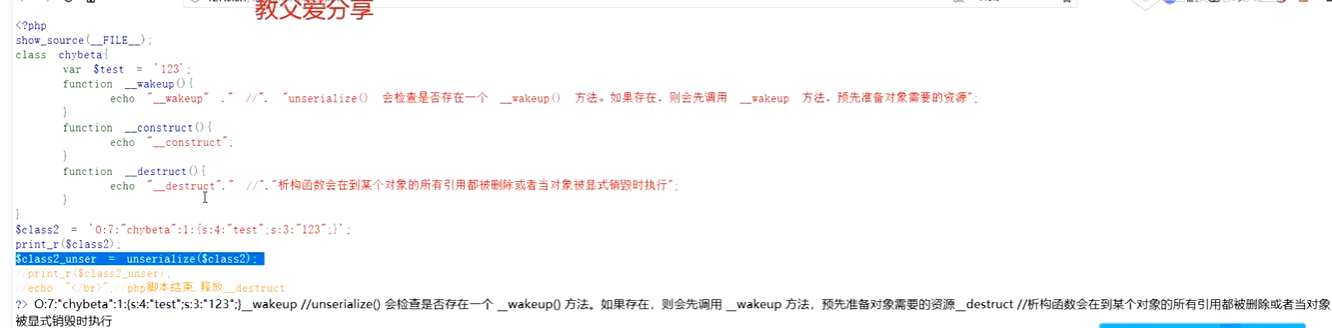 教父爱分享
<?php
show_source(__FILE__);
class chybeta{
var $test = '123';
function __wakeup(){
echo "__wakeup" ." //". "unserialize() 会检查是否存在一个 __wakeup() 方法。如果存在，则会先调用 __wakeup 方法，预先准备对象需要的资源";
}
function __construct(){
echo "__construct";
}
function __destruct(){
echo "__destruct"." //"."析构函数会在到某个对象的所有引用都被删除或者当对象被显式销毁时执行";
}
}
$class2 = 'O:7:"chybeta":1:{s:4:"test";s:3:"123";}';
print_r($class2);
$class2_unser = unserialize($class2);
//print_r($class2_unser);
//echo "</br>";//php脚本结束,释放__destruct
?> O:7:"chybeta":1:{s:4:"test";s:3:"123";}__wakeup //unserialize() 会检查是否存在一个 __wakeup() 方法。如果存在，则会先调用 __wakeup 方法，预先准备对象需要的资源__destruct //析构函数会在到某个对象的所有引用都被删除或者当对象
被显式销毁时执行